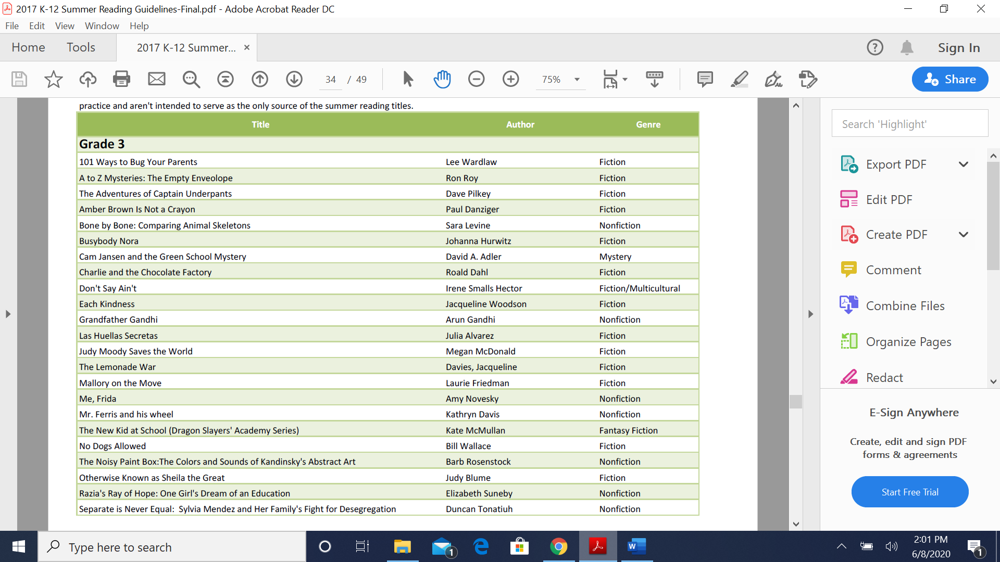 2017 K-12 Summer Reading Guidelines-Final.pdf - Adobe Acrobat Reader DC
File Edit View Window Help
Home Tools 2017 K-12 Summer... × Sign In
34 / 49 75% Share
practice and aren't intended to serve as the only source of the summer reading titles.
Title Author Genre
Grade 3
101 Ways to Bug Your Parents Lee Wardlaw Fiction
A to Z Mysteries: The Empty Enveolope Ron Roy Fiction
The Adventures of Captain Underpants Dave Pilkey Fiction
Amber Brown Is Not a Crayon Paul Danziger Fiction
Bone by Bone: Comparing Animal Skeletons Sara Levine Nonfiction
Busybody Nora Johanna Hurwitz Fiction
Cam Jansen and the Green School Mystery David A. Adler Mystery
Charlie and the Chocolate Factory Roald Dahl Fiction
Don't Say Ain't Irene Smalls Hector Fiction/Multicultural
Each Kindness Jacqueline Woodson Fiction
Grandfather Gandhi Arun Gandhi Nonfiction
Las Huellas Secretas Julia Alvarez Fiction
Judy Moody Saves the World Megan McDonald Fiction
The Lemonade War Davies, Jacqueline Fiction
Mallory on the Move Laurie Friedman Fiction
Me, Frida Amy Novesky Nonfiction
Mr. Ferris and his wheel Kathryn Davis Nonfiction
The New Kid at School (Dragon Slayers' Academy Series) Kate McMullan Fantasy Fiction
No Dogs Allowed Bill Wallace Fiction
The Noisy Paint Box:The Colors and Sounds of Kandinsky's Abstract Art Barb Rosenstock Nonfiction
Otherwise Known as Sheila the Great Judy Blume Fiction
Razia's Ray of Hope: One Girl's Dream of an Education Elizabeth Suneby Nonfiction
Separate is Never Equal:  Sylvia Mendez and Her Family's Fight for Desegregation Duncan Tonatiuh Nonfiction
Search 'Highlight'
Export PDF
Edit PDF
Create PDF
Comment
Combine Files
Organize Pages
Redact
E-Sign Anywhere
Create, edit and sign PDF
forms & agreements
Start Free Trial
Type here to search
1
W
2:01 PM
6/8/2020
1